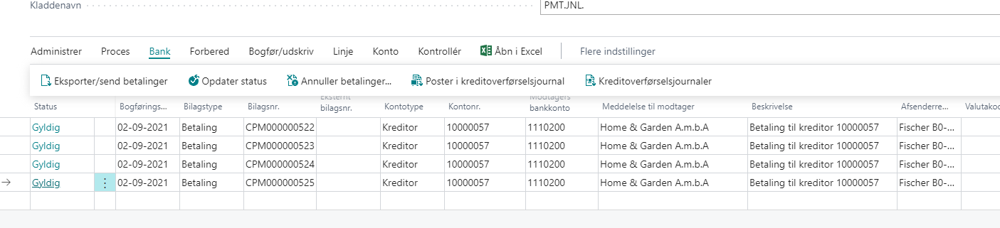 Kladdenavn PMT.JNL.
Administrer Proces Bank Forbered Bogfør/udskriv Linje Konto Kontrollér Åbn i Excel Flere indstillinger
Eksporter/send betalinger Opdater status Annuller betalinger... Poster i kreditoverførselsjournal Kreditoverførselsjournaler
Status Bogførings... Bilagstype Bilagsnr. Eksternt bilagsnr. Kontotype Kontonr. Modtagers bankkonto Meddelelse til modtager Beskrivelse Afsenderre... Valutakod
Gyldig 02-09-2021 Betaling CPM000000522 Kreditor 10000057 1110200 Home & Garden A.m.b.A Betaling til kreditor 10000057 Fischer B0-...
Gyldig 02-09-2021 Betaling CPM000000523 Kreditor 10000057 1110200 Home & Garden A.m.b.A Betaling til kreditor 10000057 Fischer B0-...
Gyldig 02-09-2021 Betaling CPM000000524 Kreditor 10000057 1110200 Home & Garden A.m.b.A Betaling til kreditor 10000057 Fischer B0-...
Gyldig 02-09-2021 Betaling CPM000000525 Kreditor 10000057 1110200 Home & Garden A.m.b.A Betaling til kreditor 10000057 Fischer B0-...